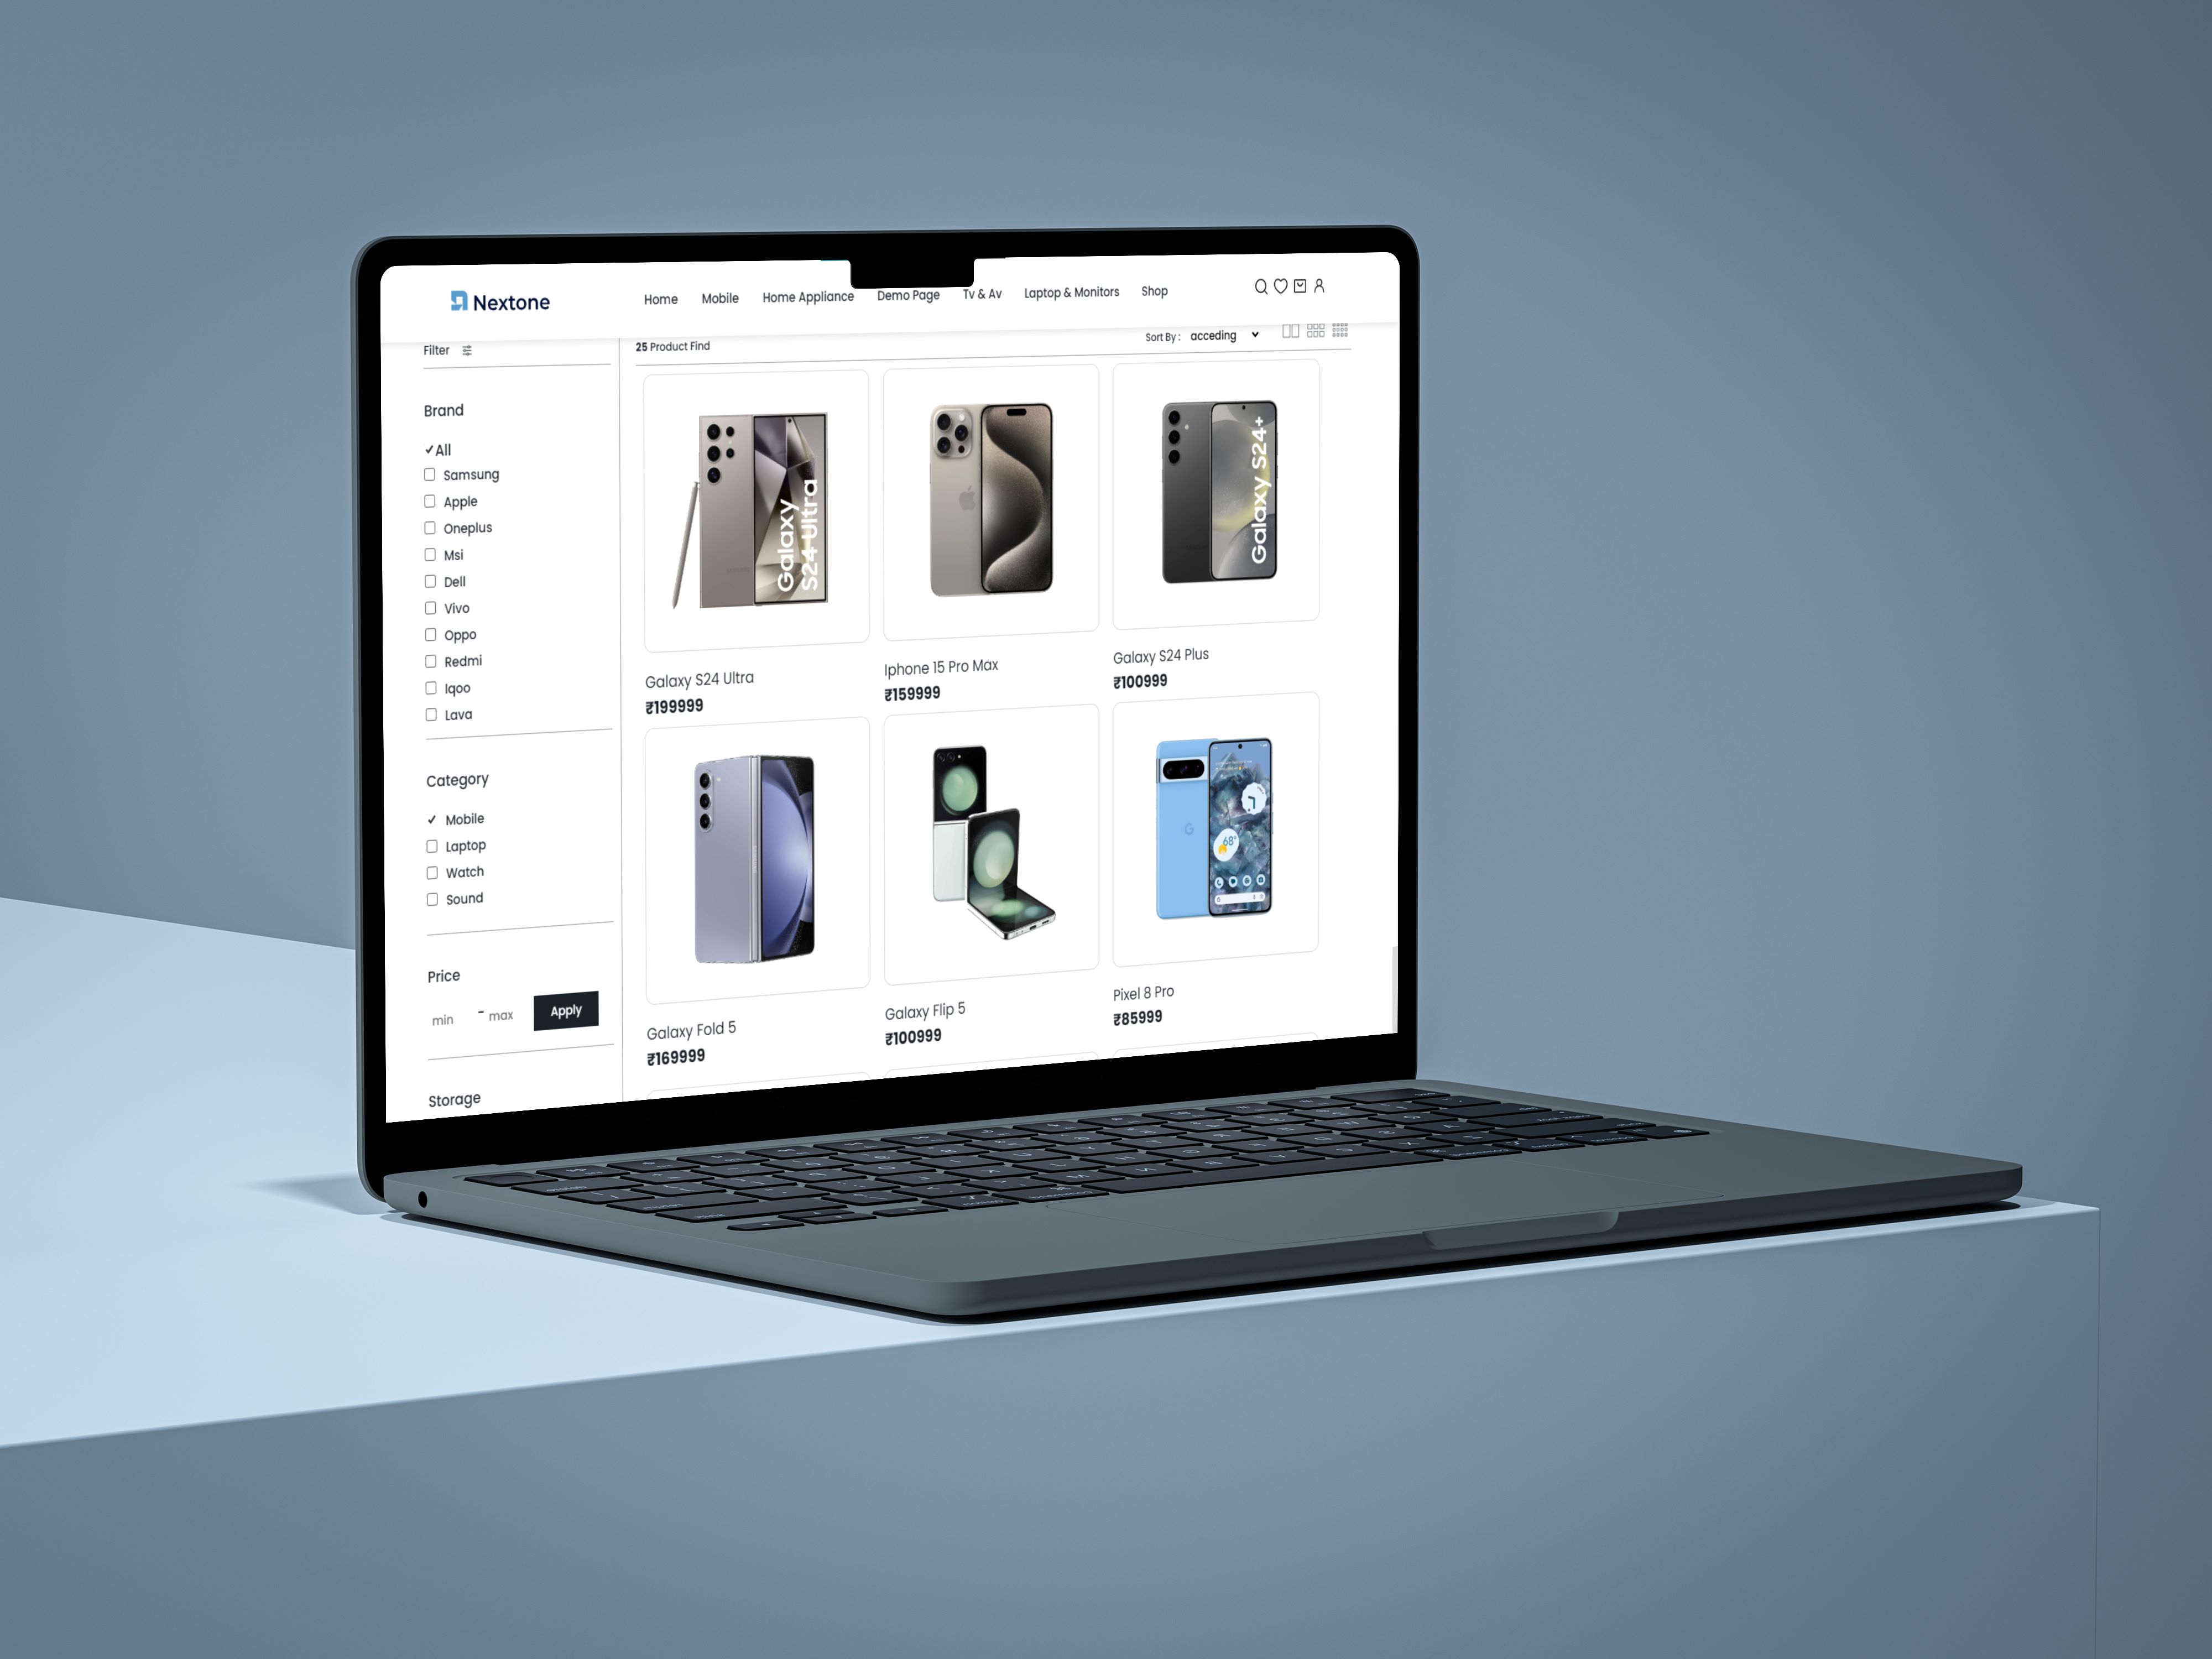 Nextone
Home Mobile Home Appliance Demo Page Tv & Av Laptop & Monitors Shop
Filter
25 Product Find
Sort By : acceding
Brand
All
Samsung
Apple
Oneplus
Msi
Dell
Vivo
Oppo
Redmi
Iqoo
Lava
Category
Mobile
Laptop
Watch
Sound
Price
min - max Apply
Storage
Galaxy
S24 Ultra
Galaxy S24+
Galaxy S24 Ultra
₹199999
Iphone 15 Pro Max
₹159999
Galaxy S24 Plus
₹100999
G
68°
Galaxy Fold 5
₹169999
Galaxy Flip 5
₹100999
Pixel 8 Pro
₹85999